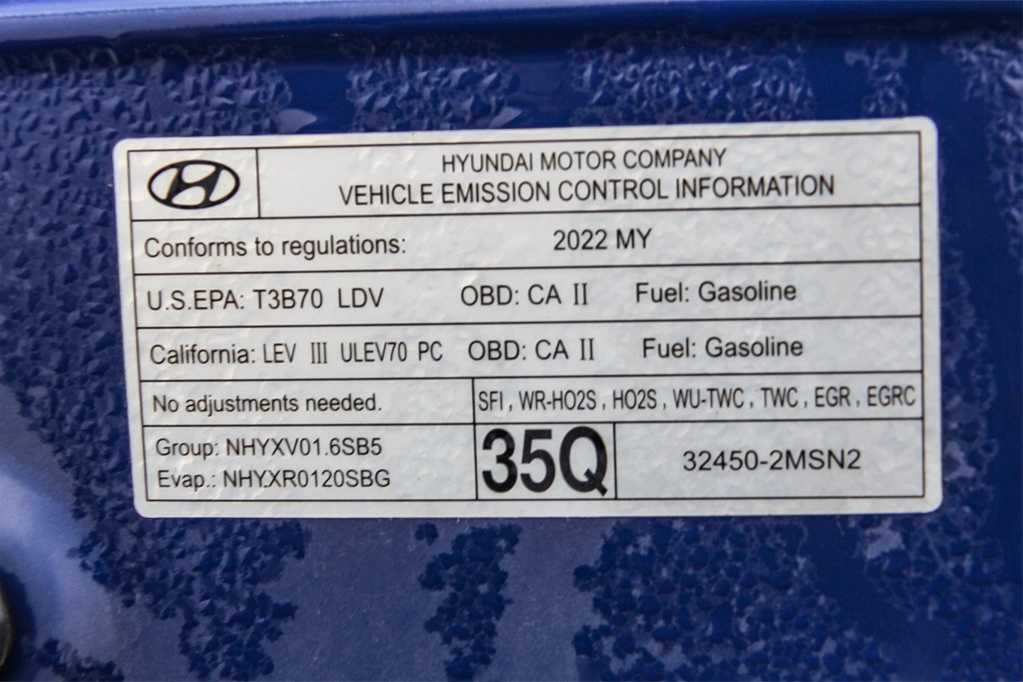 HYUNDAI MOTOR COMPANY
VEHICLE EMISSION CONTROL INFORMATION
Conforms to regulations: 2022 MY
U.S.EPA: T3B70 LDV OBD: CA II Fuel: Gasoline
California: LEV III ULEV70 PC OBD: CA II Fuel: Gasoline
No adjustments needed. SFI, WR-HO2S, HO2S, WU-TWC, TWC, EGR, EGRC
Group: NHYXV01.6SB5
Evap.: NHYXR0120SBG
35Q 32450-2MSN2